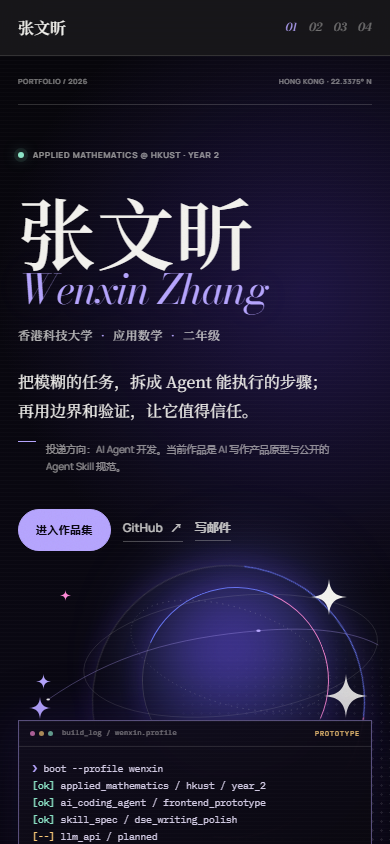 张文昕
01 02 03 04
PORTFOLIO / 2026
HONG KONG · 22.3375° N
APPLIED MATHEMATICS @ HKUST · YEAR 2
张文昕
Wenxin Zhang
香港科技大学 · 应用数学 · 二年级
把模糊的任务，拆成 Agent 能执行的步骤；
再用边界和验证，让它值得信任。
投递方向：AI Agent 开发。当前作品是 AI 写作产品原型与公开的
Agent Skill 规范。
进入作品集
GitHub ↗
写邮件
build_log / wenxin.profile
PROTOTYPE
❯ boot --profile wenxin
[ok] applied_mathematics / hkust / year_2
[ok] ai_coding_agent / frontend_prototype
[ok] skill_spec / dse_writing_polish
[--] llm_api / planned